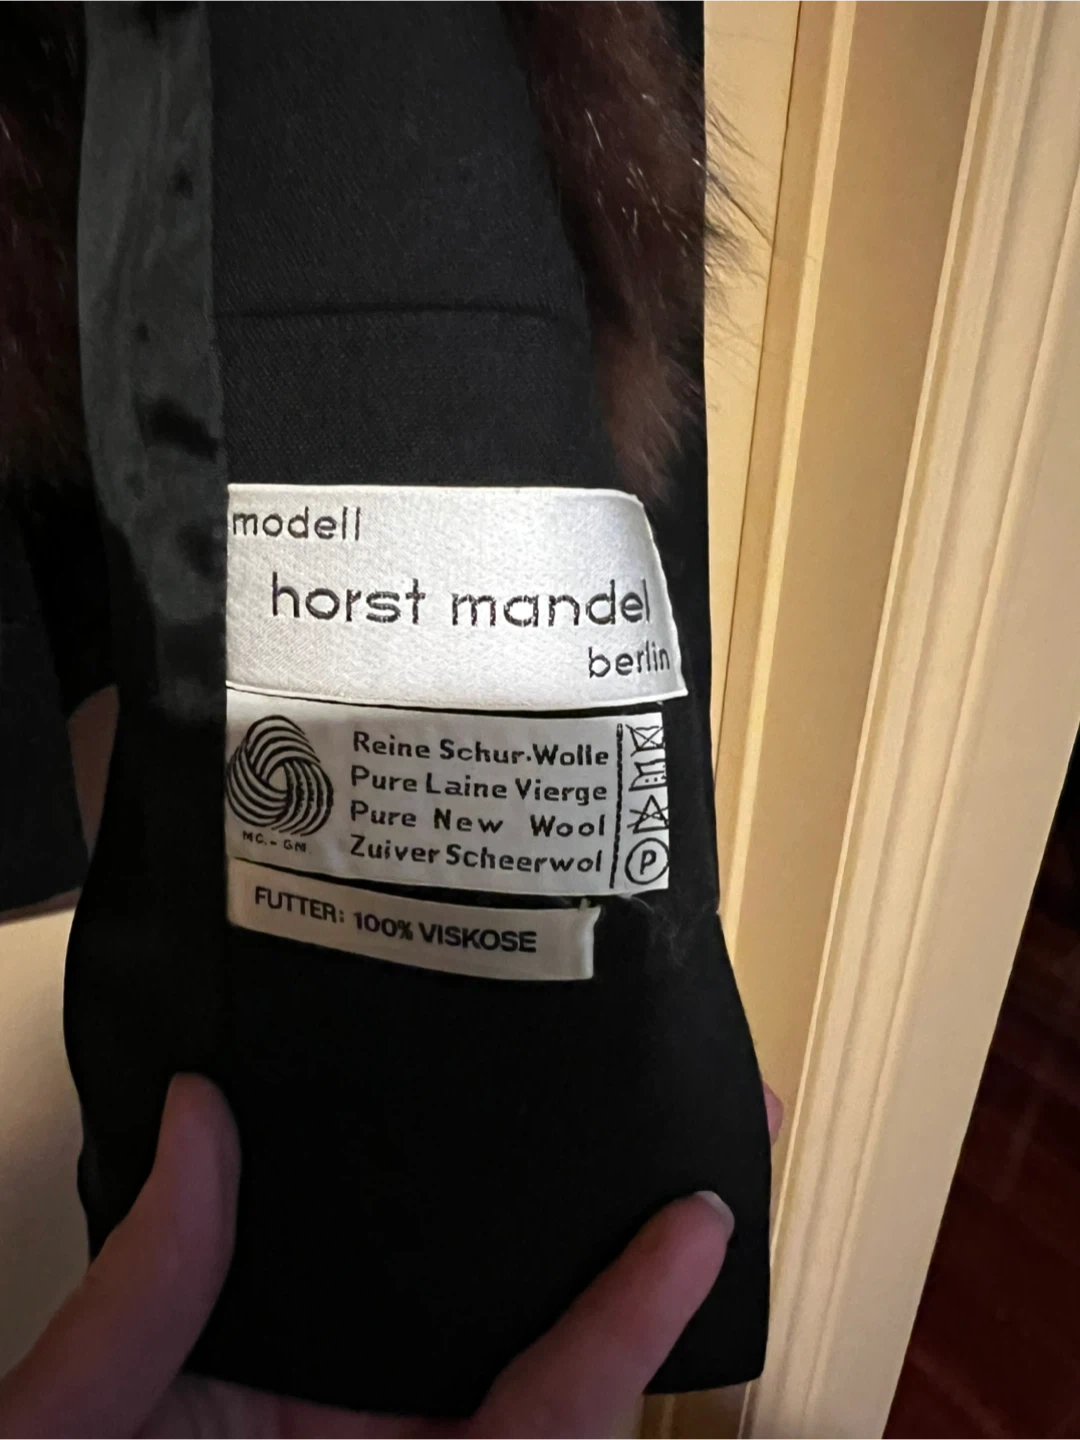 modell
horst mandel
berlin
MC.-GM
Reine Schur-Wolle
Pure Laine Vierge
Pure New Wool
Zuiver Scheerwol
P
FUTTER: 100% VISKOSE